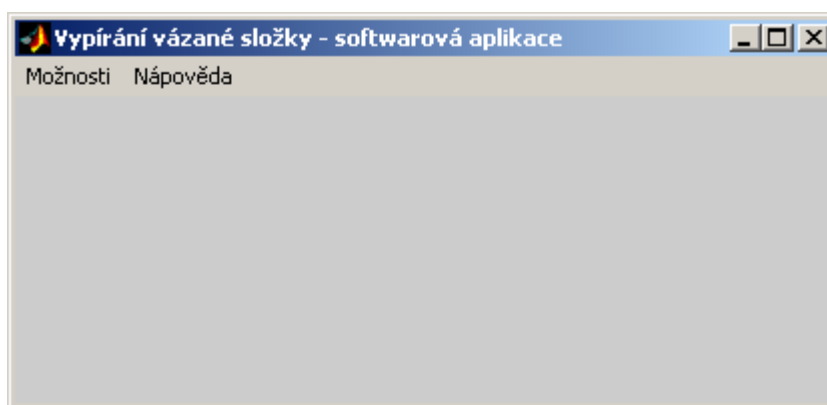 Vypírání vázané složky - softwarová aplikace
Možnosti Nápověda